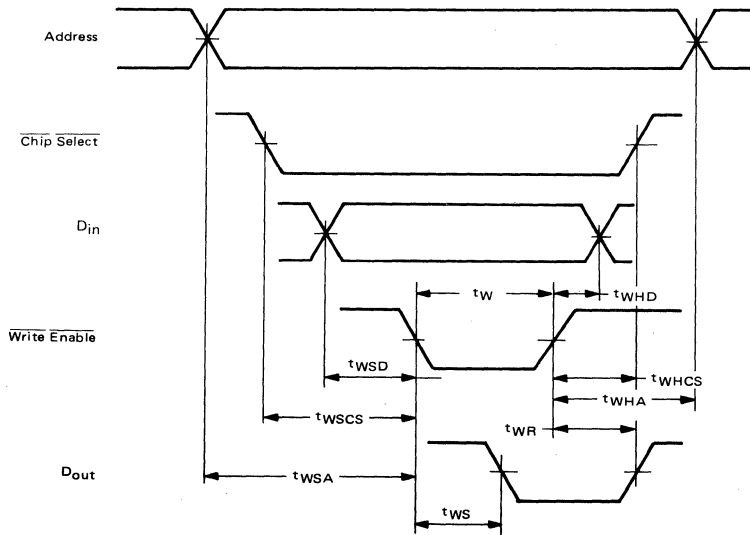 Address
Chip Select
Din
tW
tWHD
Write Enable
tWSD
tWHCS
tWHA
tWSCS
tWR
Dout
tWSA
tWS